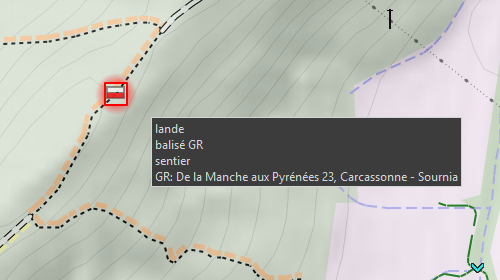 lande
balisé GR
sentier
GR: De la Manche aux Pyrénées 23, Carcassonne - Sournia